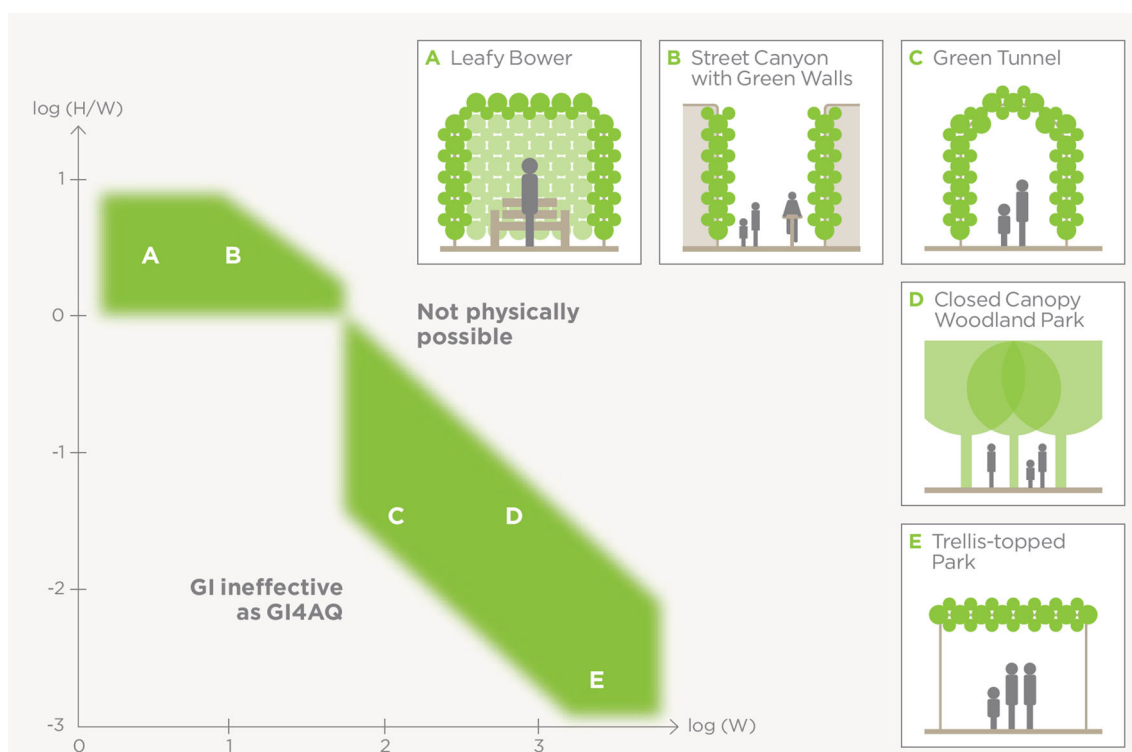 A Leafy Bower
B Street Canyon
with Green Walls
C Green Tunnel
log (H/W)
1
A
B
D Closed Canopy
Woodland Park
Not physically
possible
0
-1
C
D
E Trellis-topped
Park
GI ineffective
as GI4AQ
-2
E
-3
log (W)
0
1
2
3